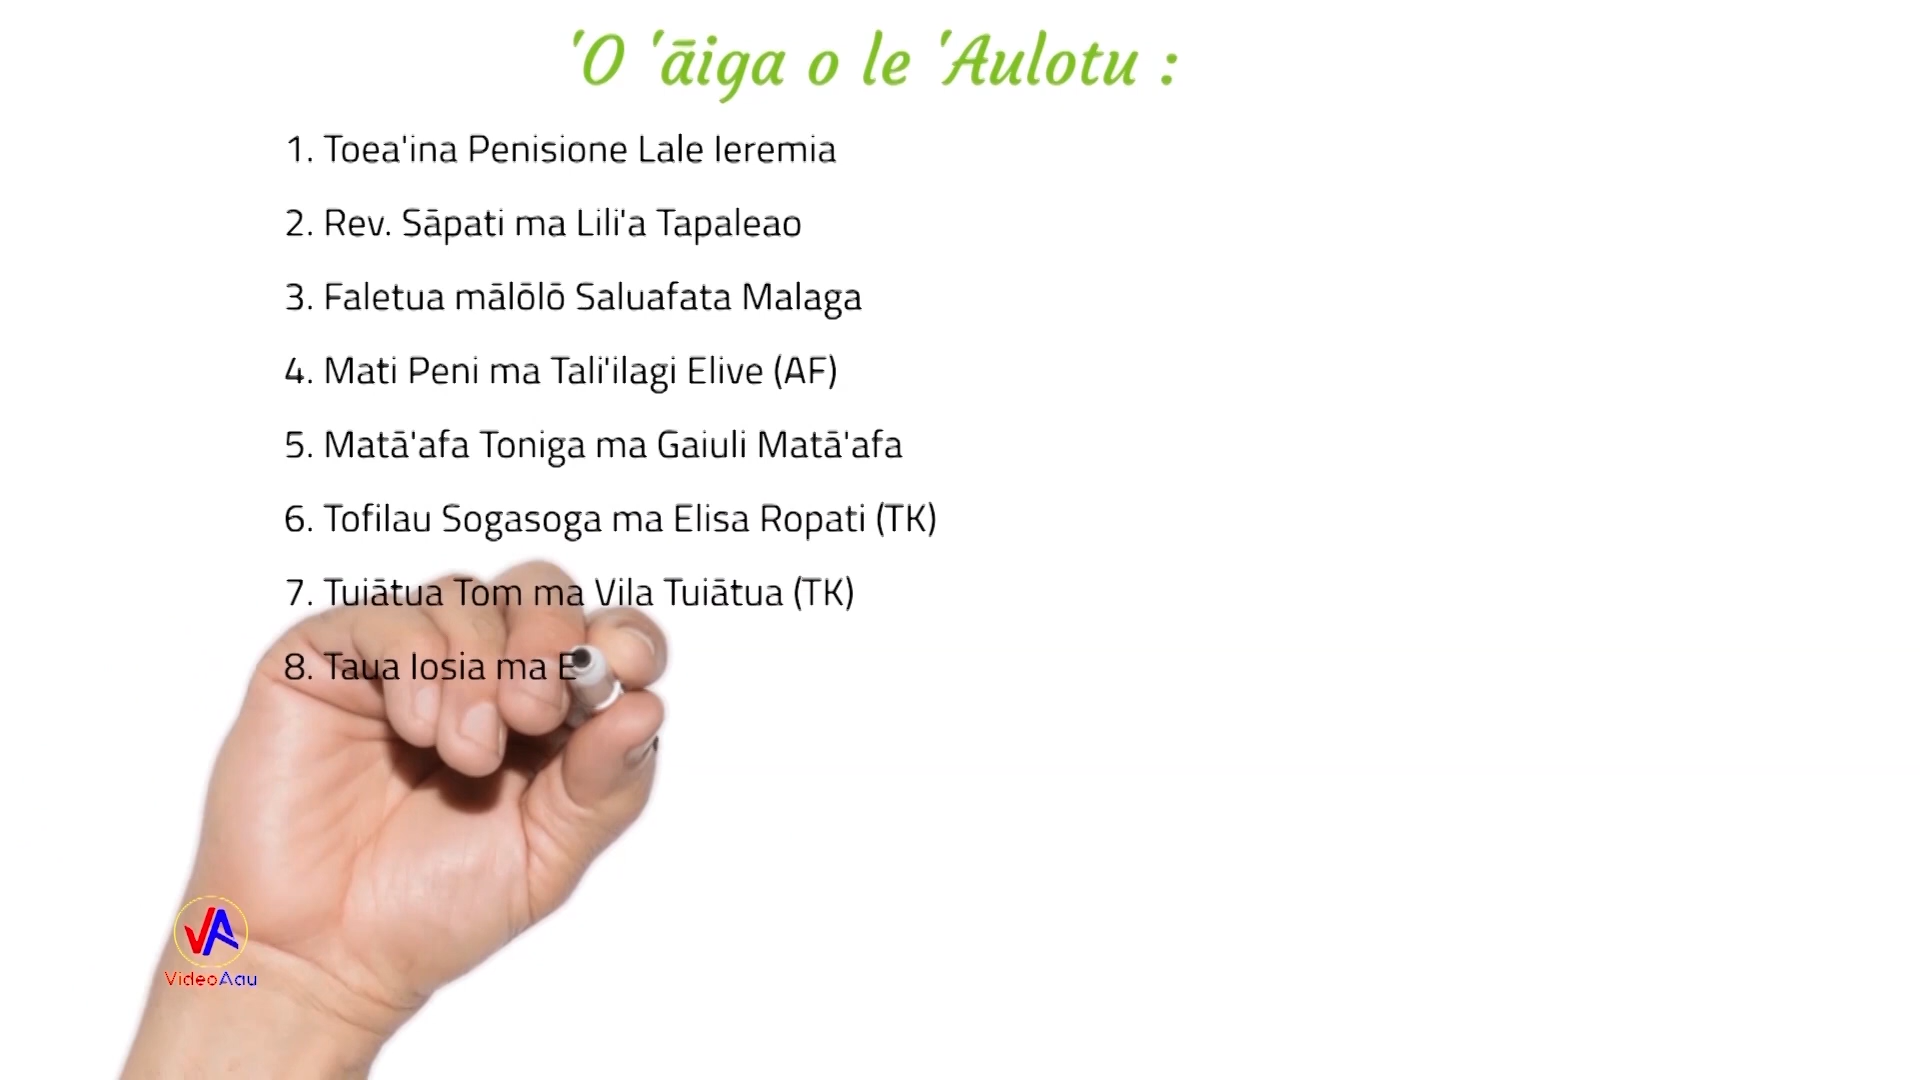 'O 'āiga o le 'Aulotu :
1. Toea'ina Penisione Lale Ieremia
2. Rev. Sāpati ma Lili'a Tapaleao
3. Faletua mālōlō Saluafata Malaga
4. Mati Peni ma Tali'ilagi Elive (AF)
5. Matā'afa Toniga ma Gaiuli Matā'afa
6. Tofilau Sogasoga ma Elisa Ropati (TK)
7. Tuiātua Tom ma Vila Tuiātua (TK)
8. Taua Iosia ma E
VA
VideoAau